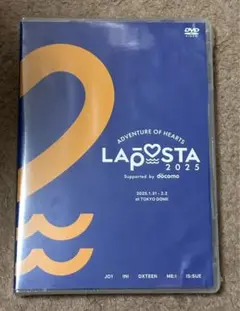 DVD
ADVENTURE OF HEARTS
LAPOSTA
2025
Supported by döcomo
2025.1.31 - 2.2
at TOKYO DOME
JO1 INI DXTEEN ME:I IS:SUE